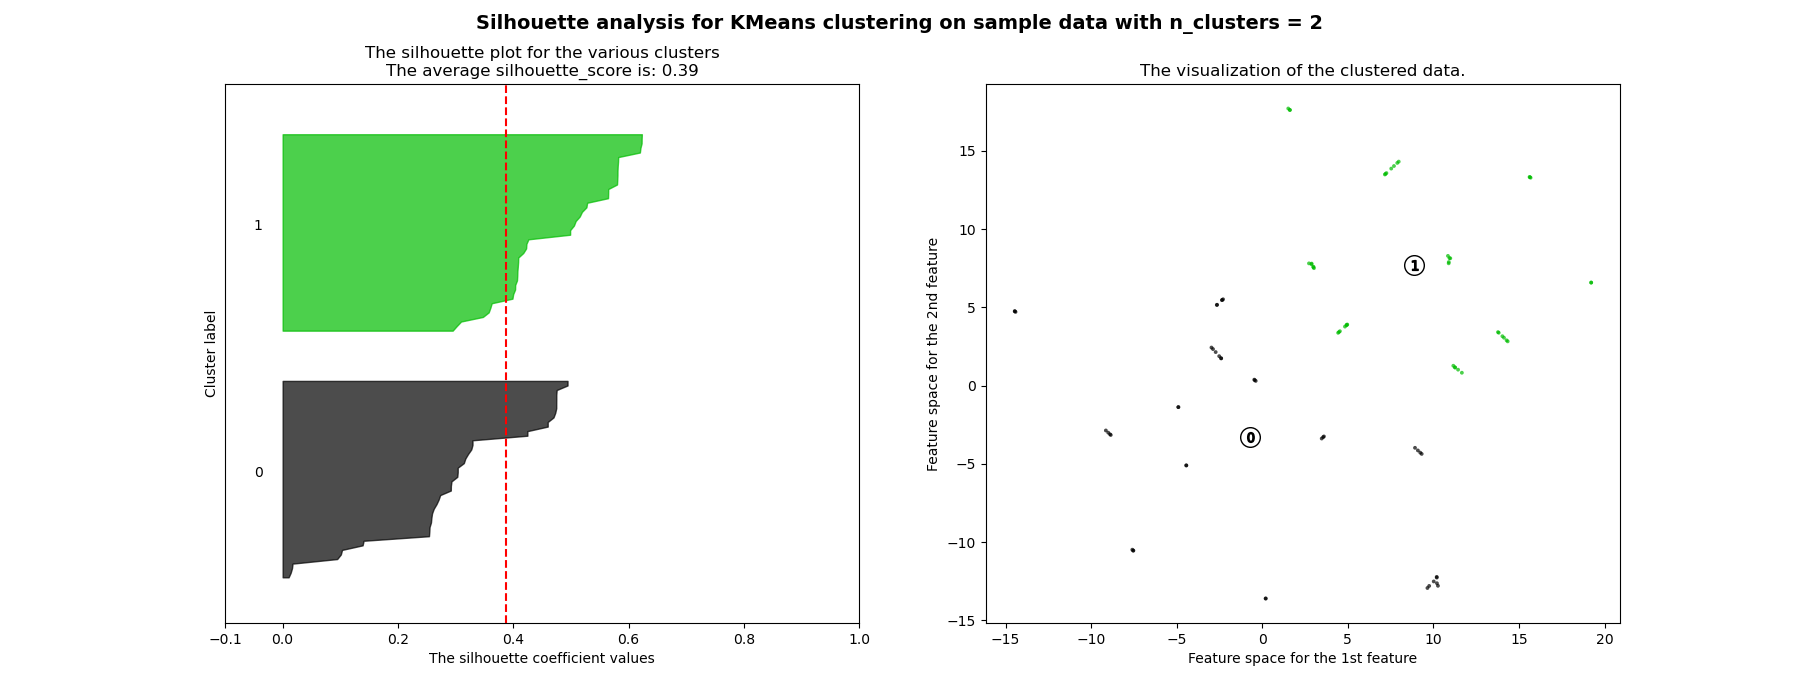 Silhouette analysis for KMeans clustering on sample data with n_clusters = 2
The silhouette plot for the various clusters
The average silhouette_score is: 0.39
Cluster label
1
0
−0.1 0.0 0.2 0.4 0.6 0.8 1.0
The silhouette coefficient values
The visualization of the clustered data.
Feature space for the 2nd feature
15
10
5
0
−5
−10
−15
1
0
−15 −10 −5 0 5 10 15 20
Feature space for the 1st feature